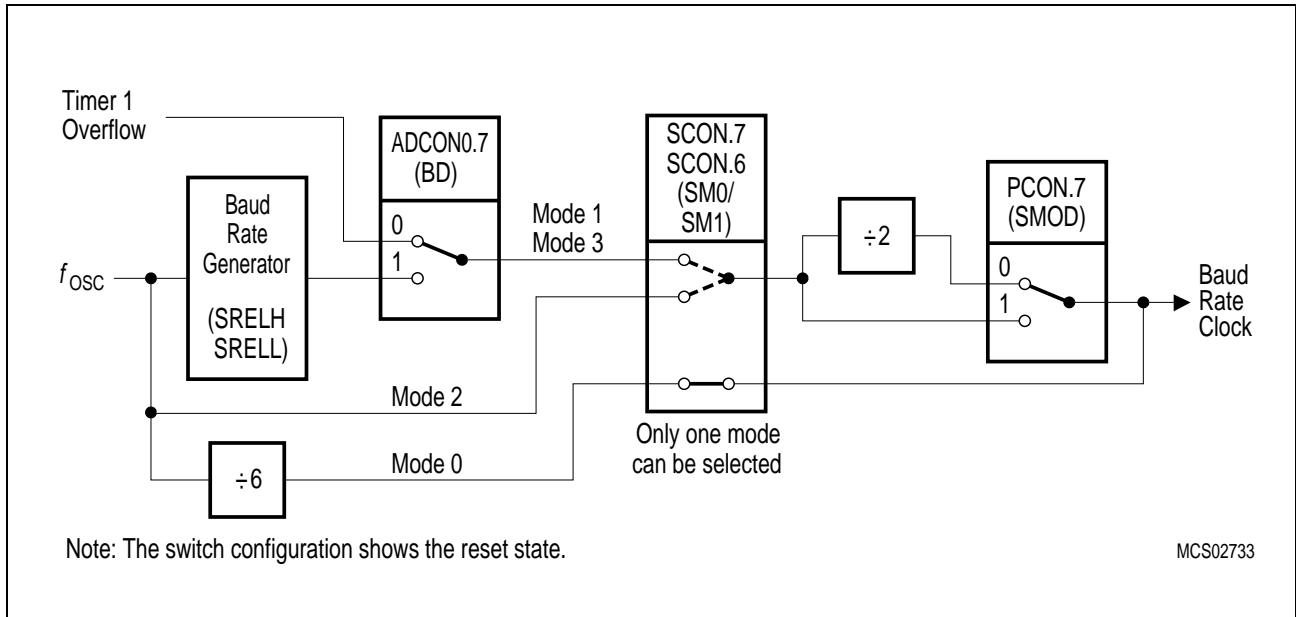 Timer 1
Overflow
ADCON0.7
(BD)
0
1
Baud
Rate
Generator
(SRELH
SRELL)
f OSC
Mode 1
Mode 3
Mode 2
Mode 0
÷6
SCON.7
SCON.6
(SM0/
SM1)
Only one mode
can be selected
÷2
PCON.7
(SMOD)
0
1
Baud
Rate
Clock
Note: The switch configuration shows the reset state.
MCS02733